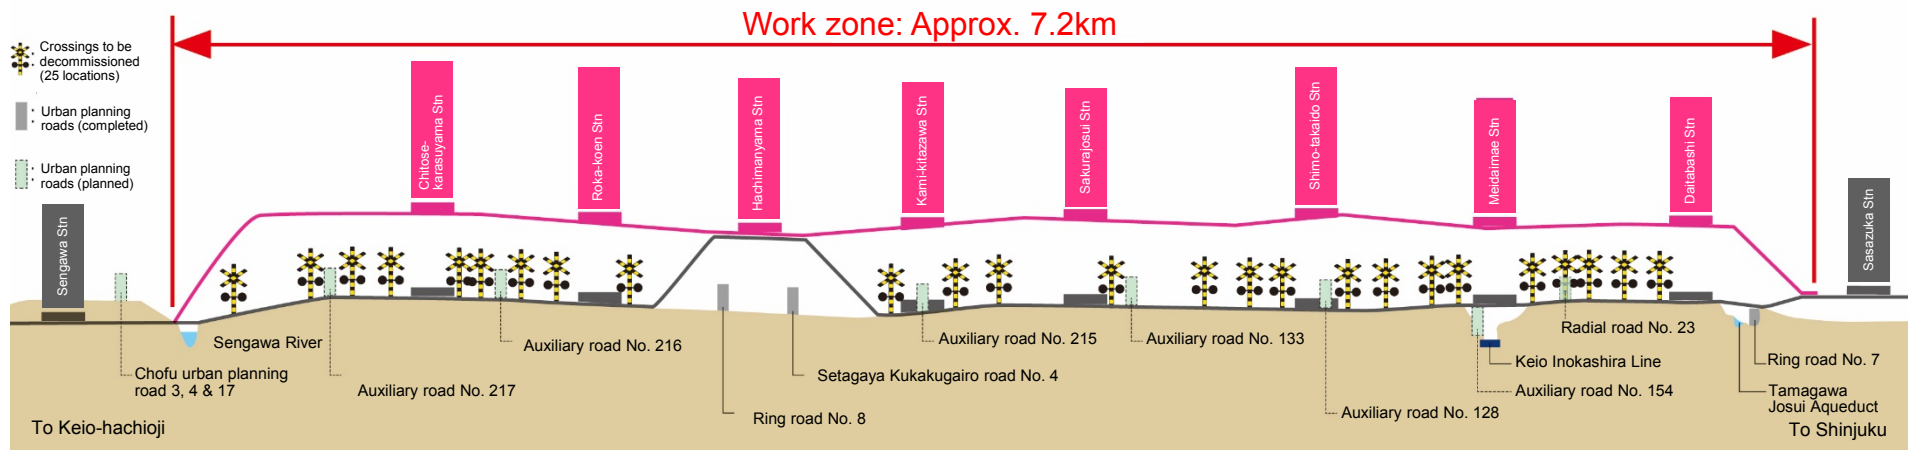 Work zone: Approx. 7.2km
Crossings to be
decommissioned
(25 locations)
Urban planning
roads (completed)
Urban planning
roads (planned)
Sengawa Stn
Chitose-
karasuyama Stn
Roka-koen Stn
Hachimanyama Stn
Kami-kitazawa Stn
Sakurajosui Stn
Shimo-takaido Stn
Meidaimae Stn
Daitabashi Stn
Sasazuka Stn
Sengawa River
Chofu urban planning
road 3, 4 & 17
Auxiliary road No. 217
Auxiliary road No. 216
Ring road No. 8
Setagaya Kukakugairo road No. 4
Auxiliary road No. 215
Auxiliary road No. 133
Auxiliary road No. 128
Radial road No. 23
Keio Inokashira Line
Auxiliary road No. 154
Ring road No. 7
Tamagawa
Josui Aqueduct
To Keio-hachioji
To Shinjuku